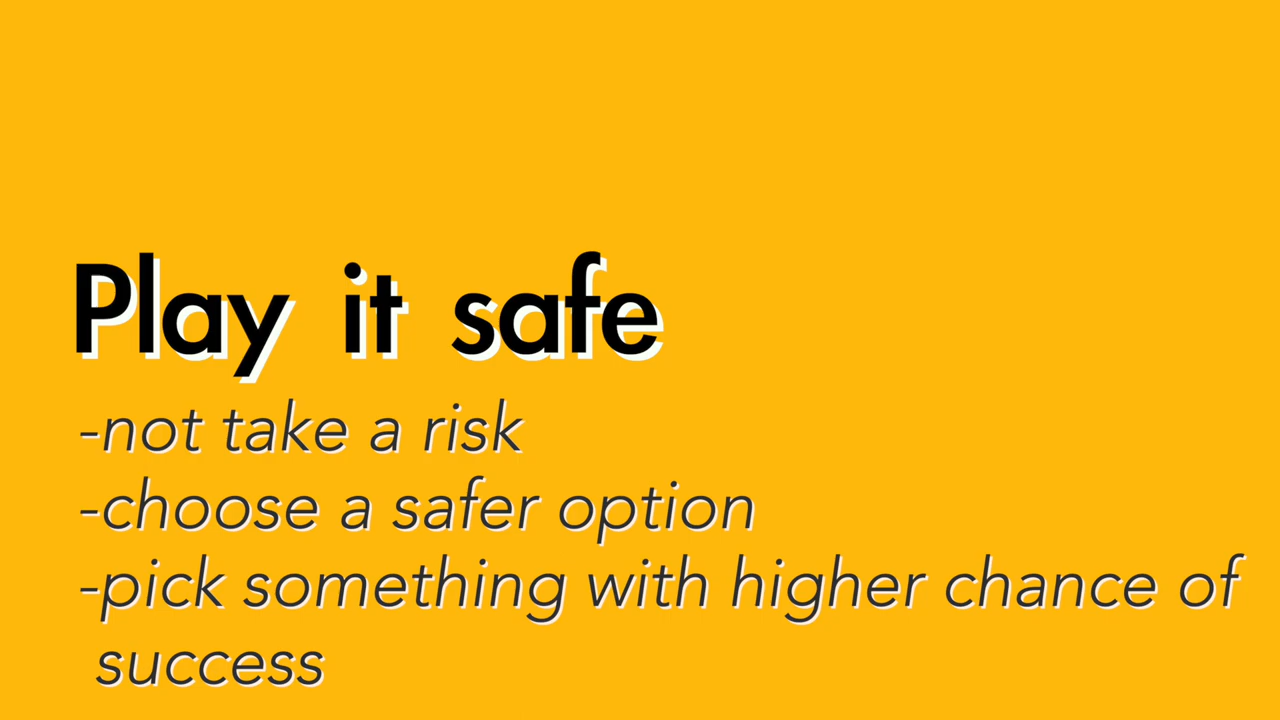 Play it safe
-not take a risk
-choose a safer option
-pick something with higher chance of
success